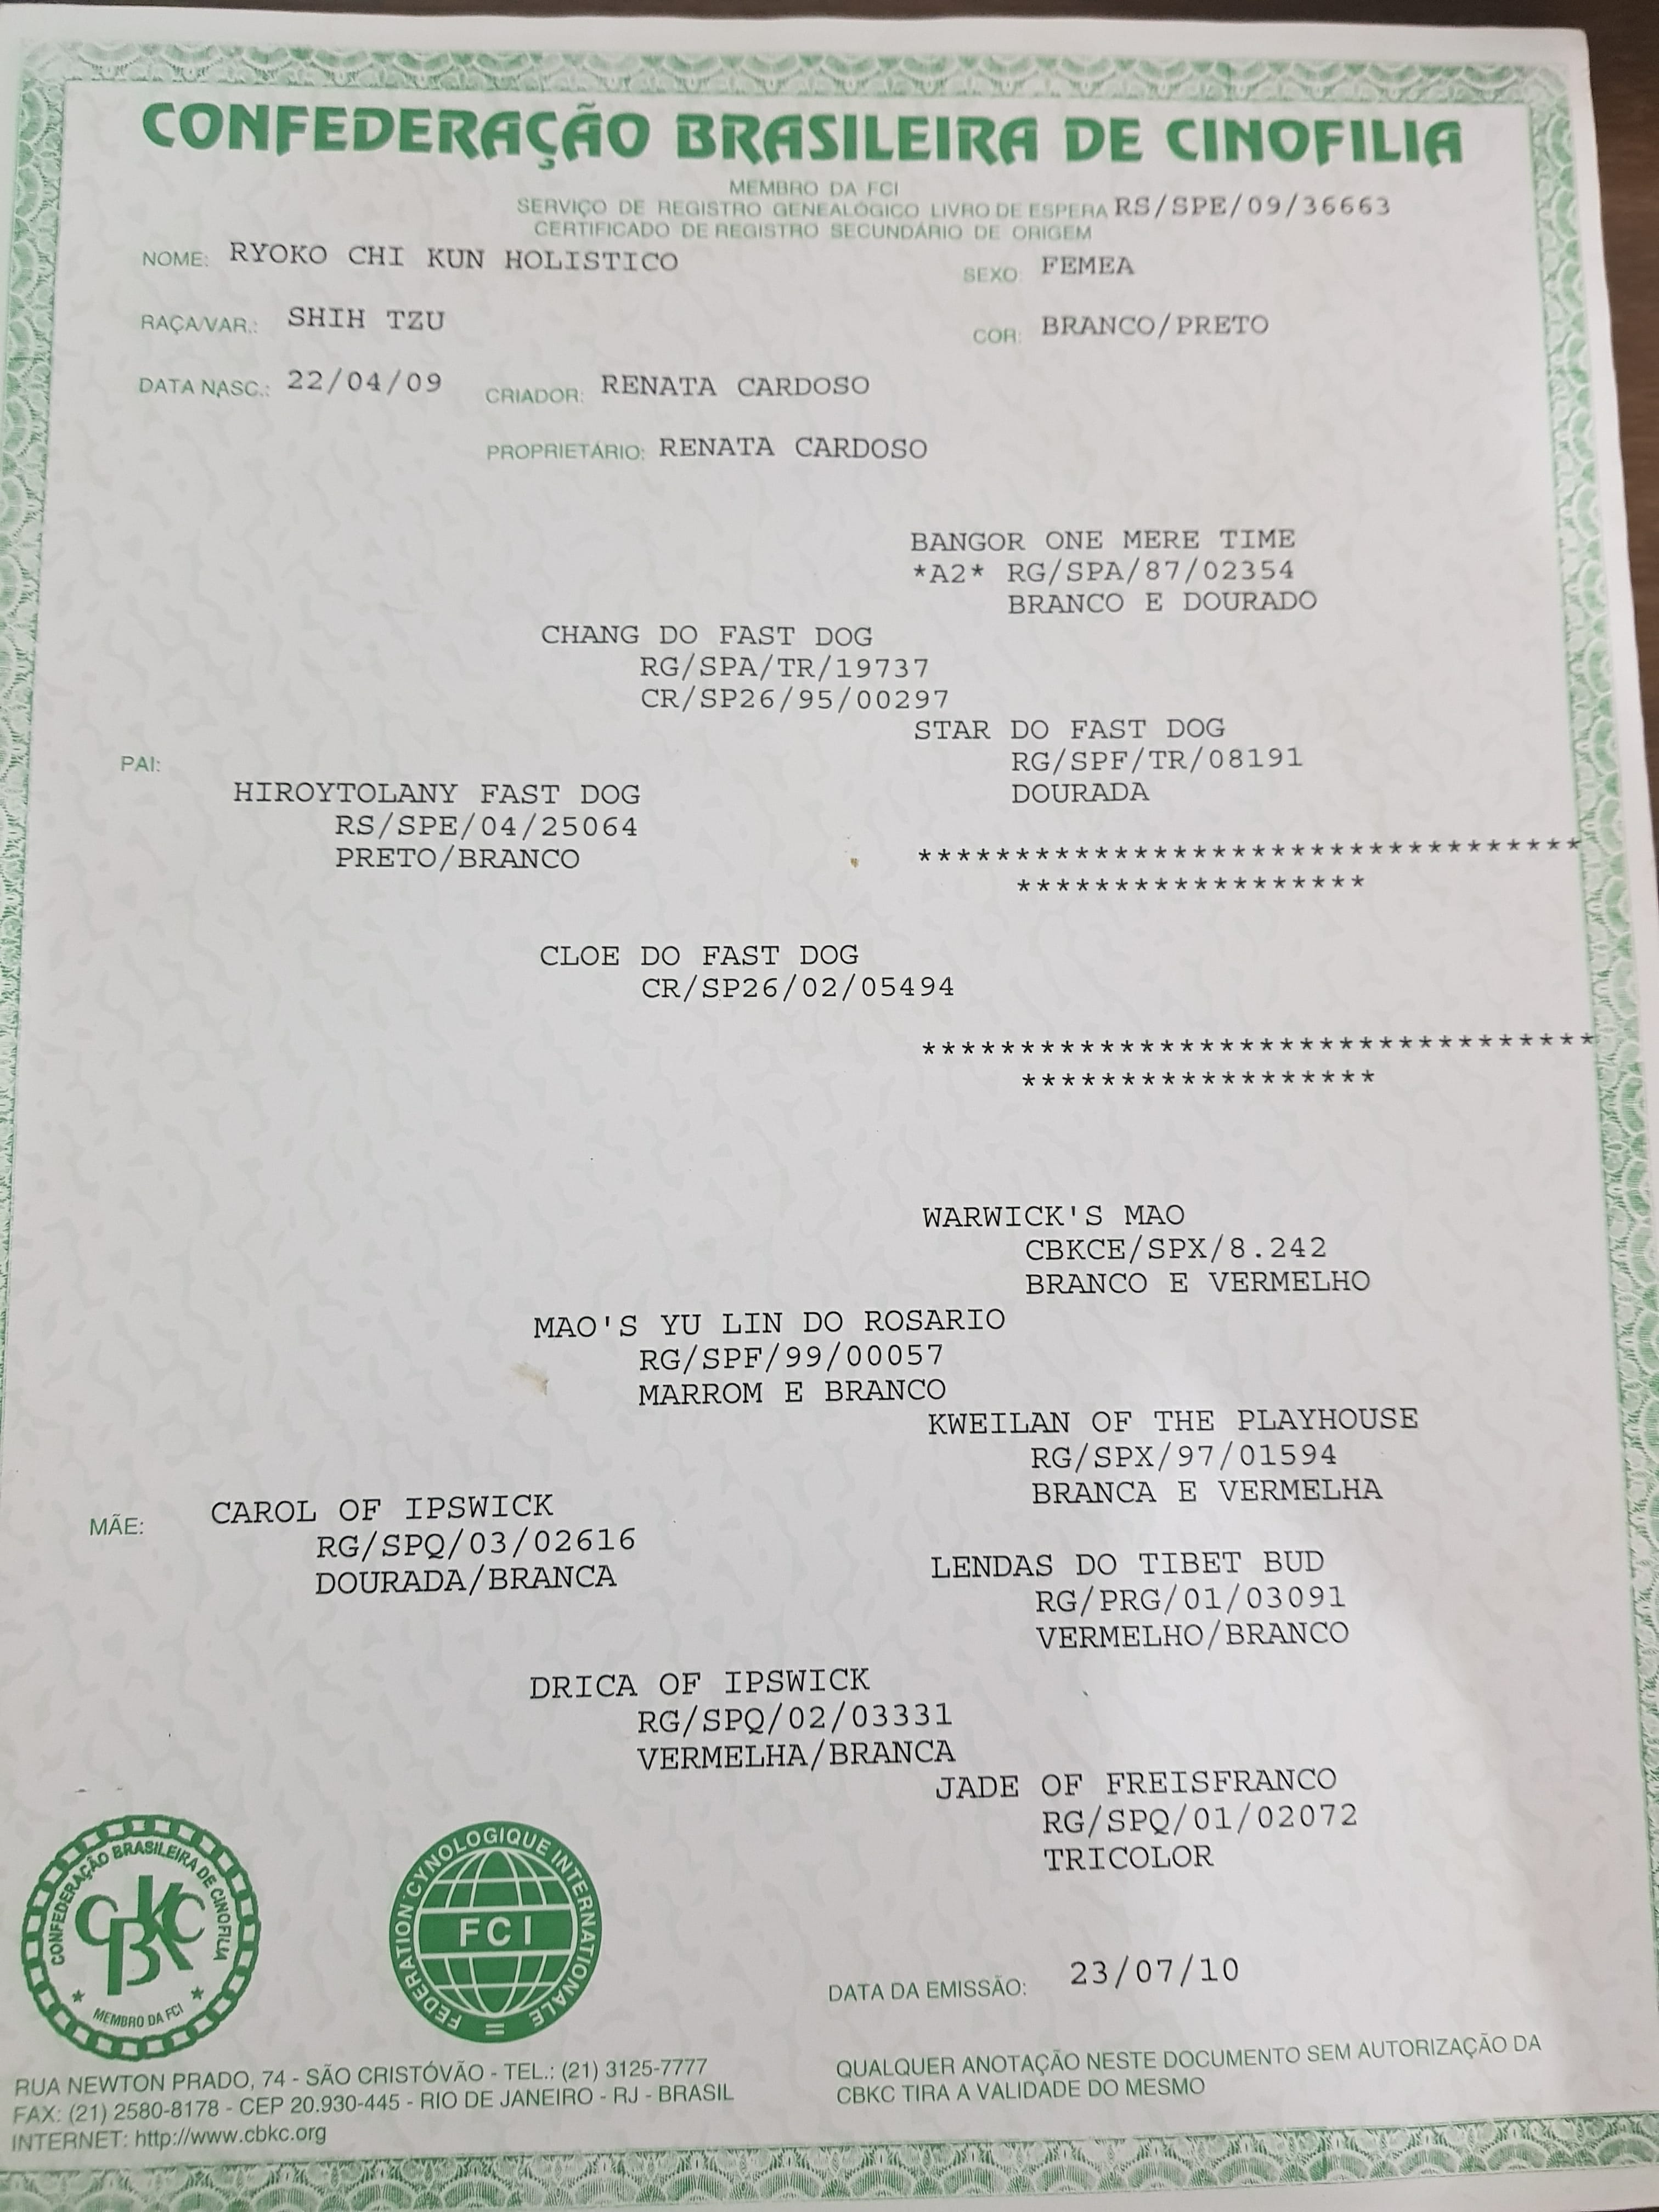 CONFEDERAÇÃO BRASILEIRA DE CINOFILIA
MEMBRO DA FCI
SERVIÇO DE REGISTRO GENEALÓGICO LIVRO DE ESPERA RS/SPE/09/36663
CERTIFICADO DE REGISTRO SECUNDÁRIO DE ORIGEM
NOME: RYOKO CHI KUN HOLISTICO SEXO: FEMEA
RAÇA/VAR.: SHIH TZU COR: BRANCO/PRETO
DATA NASC.: 22/04/09 CRIADOR: RENATA CARDOSO
PROPRIETÁRIO: RENATA CARDOSO
BANGOR ONE MERE TIME
*A2* RG/SPA/87/02354
BRANCO E DOURADO
CHANG DO FAST DOG
RG/SPA/TR/19737
CR/SP26/95/00297
STAR DO FAST DOG
RG/SPF/TR/08191
DOURADA
PAI:
HIROYTOLANY FAST DOG
RS/SPE/04/25064
PRETO/BRANCO
**********************************
******************
CLOE DO FAST DOG
CR/SP26/02/05494
**********************************
******************
WARWICK'S MAO
CBKCE/SPX/8.242
BRANCO E VERMELHO
MAO'S YU LIN DO ROSARIO
RG/SPF/99/00057
MARROM E BRANCO
KWEILAN OF THE PLAYHOUSE
RG/SPX/97/01594
BRANCA E VERMELHA
MÃE: CAROL OF IPSWICK
RG/SPQ/03/02616
DOURADA/BRANCA
LENDAS DO TIBET BUD
RG/PRG/01/03091
VERMELHO/BRANCO
DRICA OF IPSWICK
RG/SPQ/02/03331
VERMELHA/BRANCA
JADE OF FREISFRANCO
RG/SPQ/01/02072
TRICOLOR
CONFEDERAÇÃO BRASILEIRA DE CINOFILIA
CBKC
MEMBRO DA FCI
FEDERATION CYNOLOGIQUE INTERNATIONALE
FCI
DATA DA EMISSÃO: 23/07/10
RUA NEWTON PRADO, 74 - SÃO CRISTÓVÃO - TEL.: (21) 3125-7777
FAX: (21) 2580-8178 - CEP 20.930-445 - RIO DE JANEIRO - RJ - BRASIL
INTERNET: http://www.cbkc.org
QUALQUER ANOTAÇÃO NESTE DOCUMENTO SEM AUTORIZAÇÃO DA
CBKC TIRA A VALIDADE DO MESMO